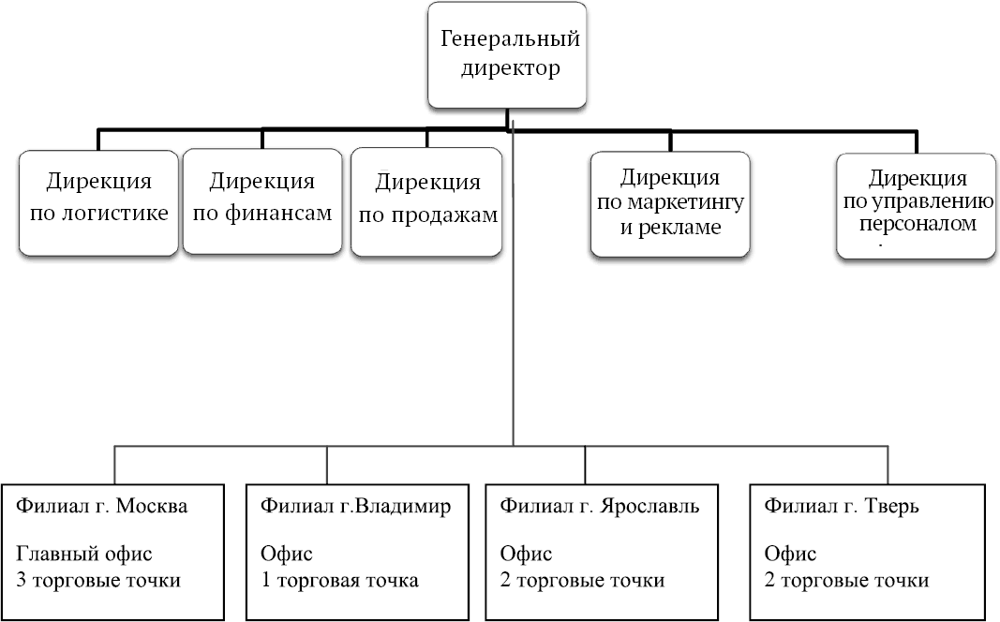 Генеральный
директор
Дирекция
по логистике
Дирекция
по финансам
Дирекция
по продажам
Дирекция
по маркетингу
и рекламе
Дирекция
по управлению
персоналом
Филиал г. Москва
Главный офис
3 торговые точки
Филиал г.Владимир
Офис
1 торговая точка
Филиал г. Ярославль
Офис
2 торговые точки
Филиал г. Тверь
Офис
2 торговые точки